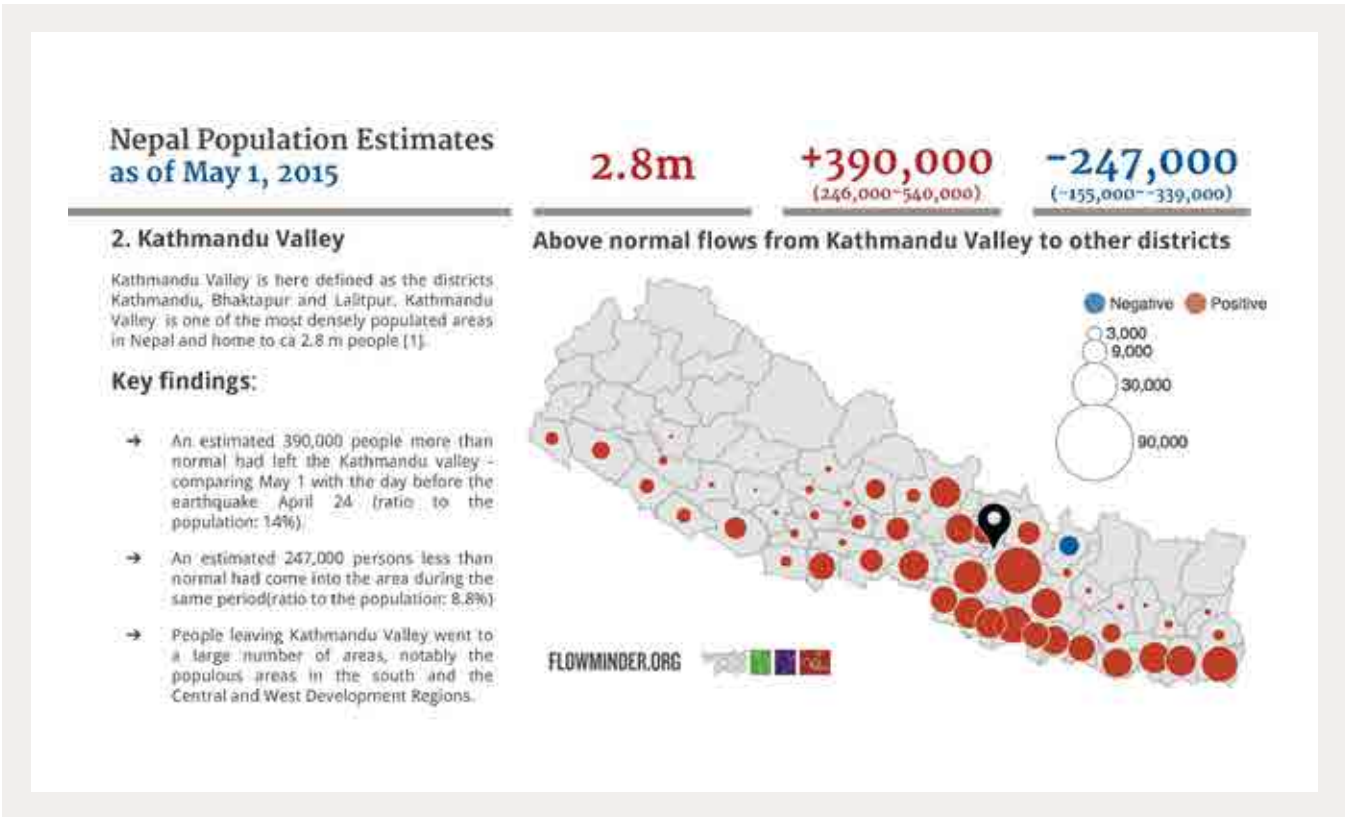 Nepal Population Estimates
as of May 1, 2015
2.8m
+390,000
(246,000-540,000)
-247,000
(-155,000--339,000)
2. Kathmandu Valley
Kathmandu Valley is here defined as the districts
Kathmandu, Bhaktapur and Lalitpur. Kathmandu
Valley is one of the most densely populated areas
in Nepal and home to ca 2.8 m people [1].
Key findings:
→ An estimated 390,000 people more than
normal had left the Kathmandu valley -
comparing May 1 with the day before the
earthquake April 24 (ratio to the
population: 14%)
→ An estimated 247,000 persons less than
normal had come into the area during the
same period(ratio to the population: 8.8%)
→ People leaving Kathmandu Valley went to
a large number of areas, notably the
populous areas in the south and the
Central and West Development Regions.
Above normal flows from Kathmandu Valley to other districts
Negative Positive
3,000
9,000
30,000
90,000
FLOWMINDER.ORG